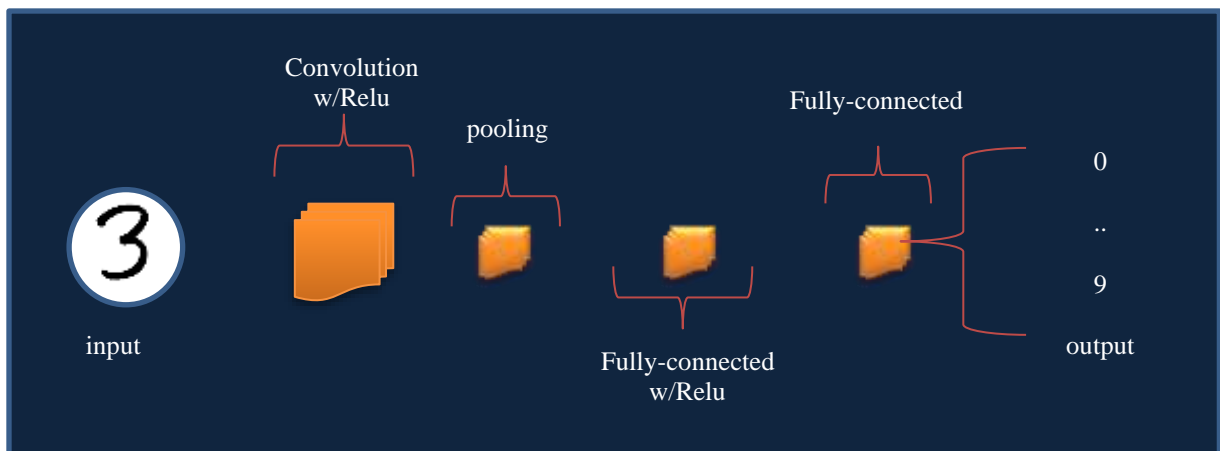 Convolution
w/Relu
pooling
Fully-connected
0
..
9
output
3
input
Fully-connected
w/Relu